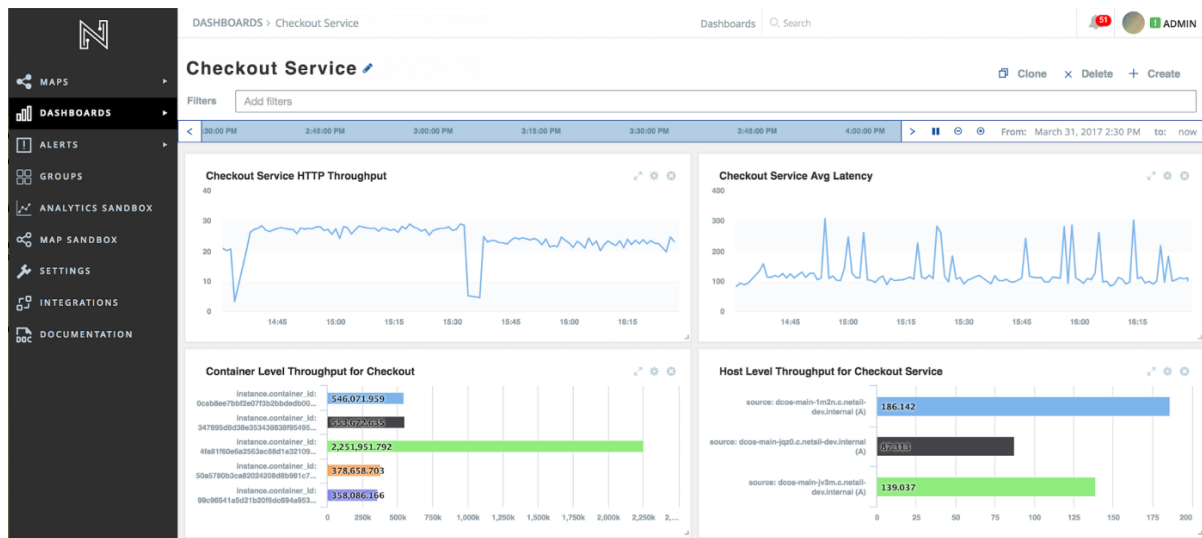 DASHBOARDS > Checkout Service
Dashboards
Search
51
ADMIN
MAPS
DASHBOARDS
ALERTS
GROUPS
ANALYTICS SANDBOX
MAP SANDBOX
SETTINGS
INTEGRATIONS
DOC DOCUMENTATION
Checkout Service
Clone
Delete
Create
Filters
Add filters
:30:00 PM 2:45:00 PM 3:00:00 PM 3:15:00 PM 3:30:00 PM 3:45:00 PM 4:00:00 PM
From: March 31, 2017 2:30 PM to: now
Checkout Service HTTP Throughput
40
30
20
10
0
14:45 15:00 15:15 15:30 15:45 16:00 16:15
Checkout Service Avg Latency
400
300
200
100
0
14:45 15:00 15:15 15:30 15:45 16:00 16:15
Container Level Throughput for Checkout
instance.container_id:
546,071.959
instance.container_id:
553,672.635
instance.container_id:
2,251,951.792
instance.container_id:
378,658.703
instance.container_id:
358,086.166
0 250k 500k 750k 1,000k 1,250k 1,500k 1,750k 2,000k 2,250k 2,...
Host Level Throughput for Checkout Service
source: dcos-main-1m2n.c.netsil-
dev.internal (A)
186.142
source: dcos-main-jqz0.c.netsil-dev.internal
(A)
87.313
source: dcos-main-jv3m.c.netsil-
dev.internal (A)
139.037
0 25 50 75 100 125 150 175 200